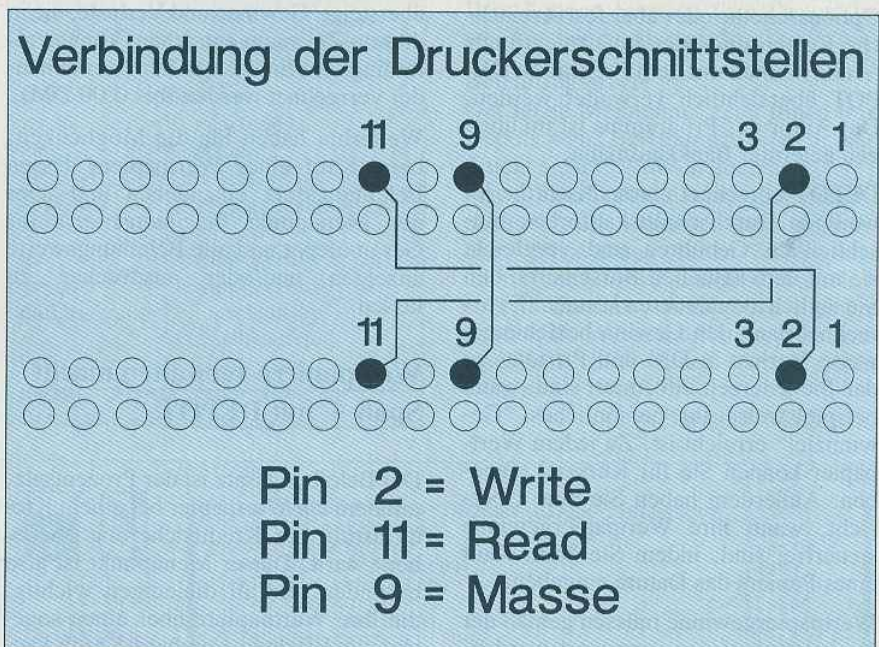 Verbindung der Druckerschnittstellen
11 9 3 2 1
11 9 3 2 1
Pin 2 = Write
Pin 11 = Read
Pin 9 = Masse